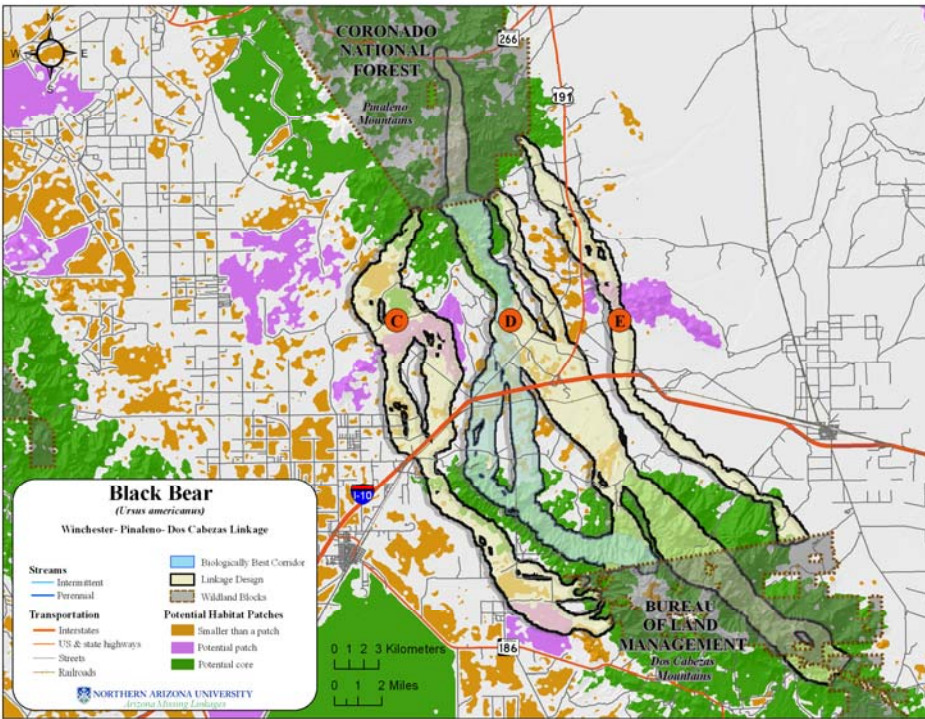 N
W E
S
CORONADO
NATIONAL
FOREST
266
Pinaleno
Mountains
191
C
D
E
I-10
BUREAU
OF LAND
MANAGEMENT
Dos Cabezas
Mountains
186
Black Bear
(Ursus americanus)
Winchester- Pinaleno- Dos Cabezas Linkage
Streams
Intermittent
Perennial
Transportation
Interstates
US & state highways
Streets
Railroads
Biologically Best Corridor
Linkage Design
Wildland Blocks
Potential Habitat Patches
Smaller than a patch
Potential patch
Potential core
NORTHERN ARIZONA UNIVERSITY
Arizona Missing Linkages
0 1 2 3 Kilometers
0 1 2 Miles